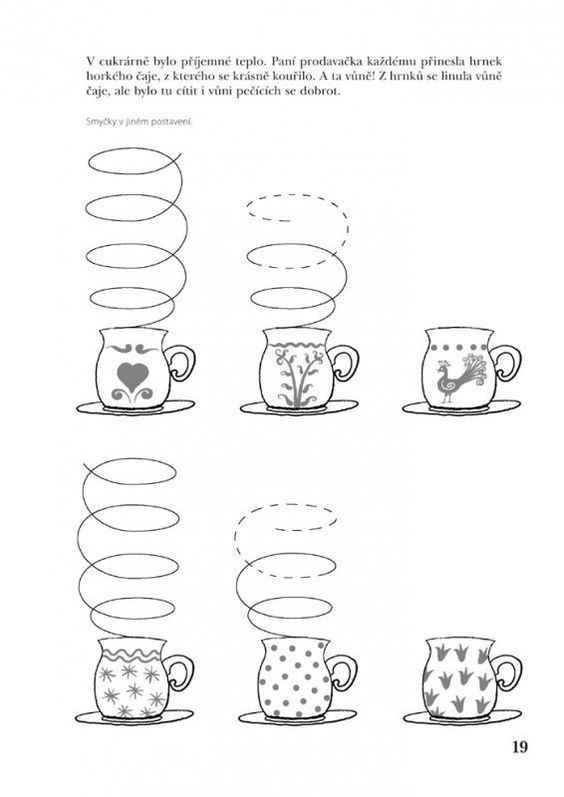 V cukrárně bylo příjemné teplo. Paní prodavačka každému přinesla hrnek
horkého čaje, z kterého se krásně kouřilo. A ta vůně! Z hrnků se linula vůně
čaje, ale bylo tu cítit i vůni pečících se dobrot.
Smyčky v jiném postavení.
19